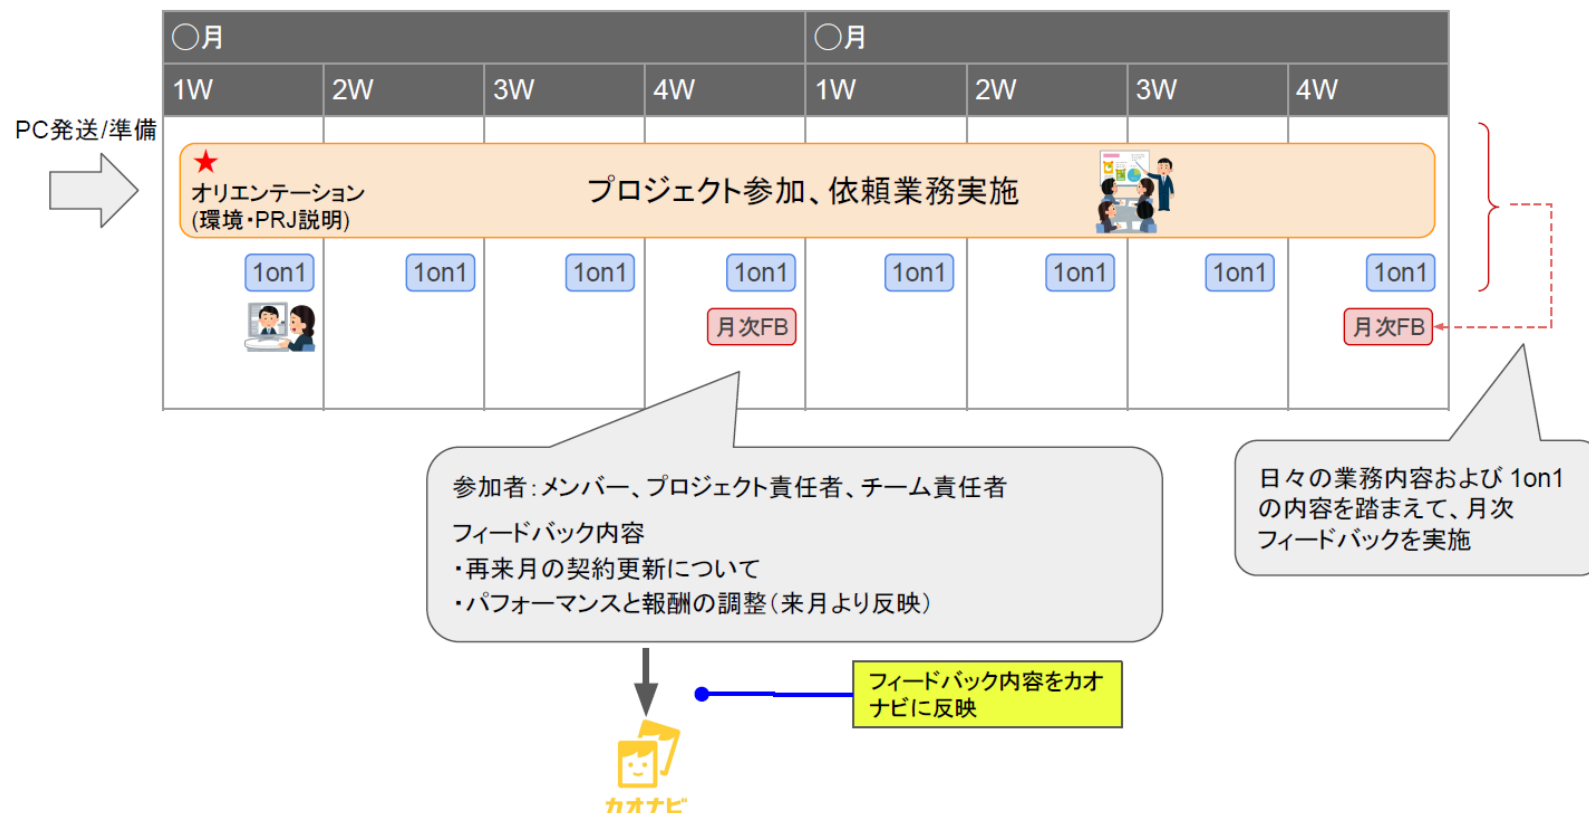 〇月
〇月
1W
2W
3W
4W
1W
2W
3W
4W
PC発送/準備
★
オリエンテーション
(環境・PRJ説明)
プロジェクト参加、依頼業務実施
1on1
1on1
1on1
1on1
1on1
1on1
1on1
1on1
月次FB
月次FB
参加者：メンバー、プロジェクト責任者、チーム責任者
フィードバック内容
・再来月の契約更新について
・パフォーマンスと報酬の調整（来月より反映）
日々の業務内容および 1on1
の内容を踏まえて、月次
フィードバックを実施
フィードバック内容をカオ
ナビに反映
カオナビ